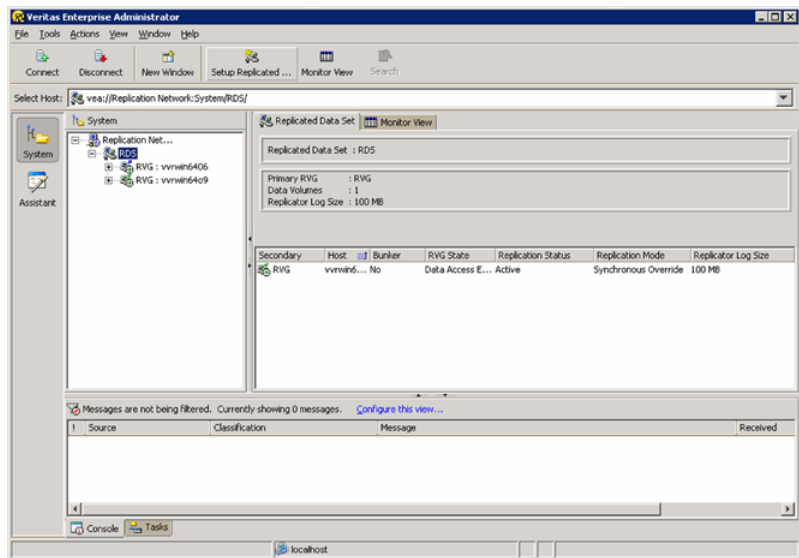 Veritas Enterprise Administrator
File Tools Actions View Window Help
Connect Disconnect New Window Setup Replicated ... Monitor View Search
Select Host: vea://Replication Network:System/RDS/
System
Assistant
System
Replication Net...
RDS
RVG : vvrwin6406
RVG : vvrwin64o9
Replicated Data Set Monitor View
Replicated Data Set : RDS
Primary RVG : RVG
Data Volumes : 1
Replicator Log Size : 100 MB
Secondary Host Bunker RVG State Replication Status Replication Mode Replicator Log Size
RVG vvrwin6... No Data Access E... Active Synchronous Override 100 MB
Messages are not being filtered. Currently showing 0 messages. Configure this view...
! Source Classification Message Received
Console Tasks
localhost